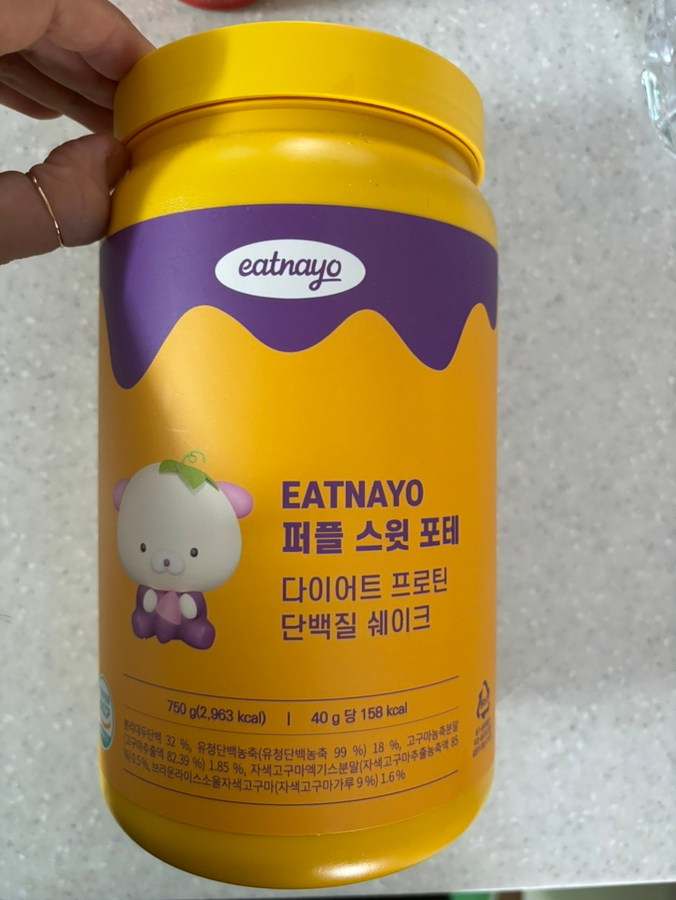 eatnayo
EATNAYO
퍼플 스윗 포테
다이어트 프로틴
단백질 쉐이크
750 g(2,963 kcal) | 40 g 당 158 kcal
분리대두단백 32 %, 유청단백농축(유청단백농축 99 %) 18 %, 고구마농축분말
(고구마추출액 82.39 %) 1.85 %, 자색고구마엑기스분말(자색고구마추출농축액 85
%) 0.5 %, 브라운라이스소울자색고구마(자색고구마가루 9 %) 1.6 %